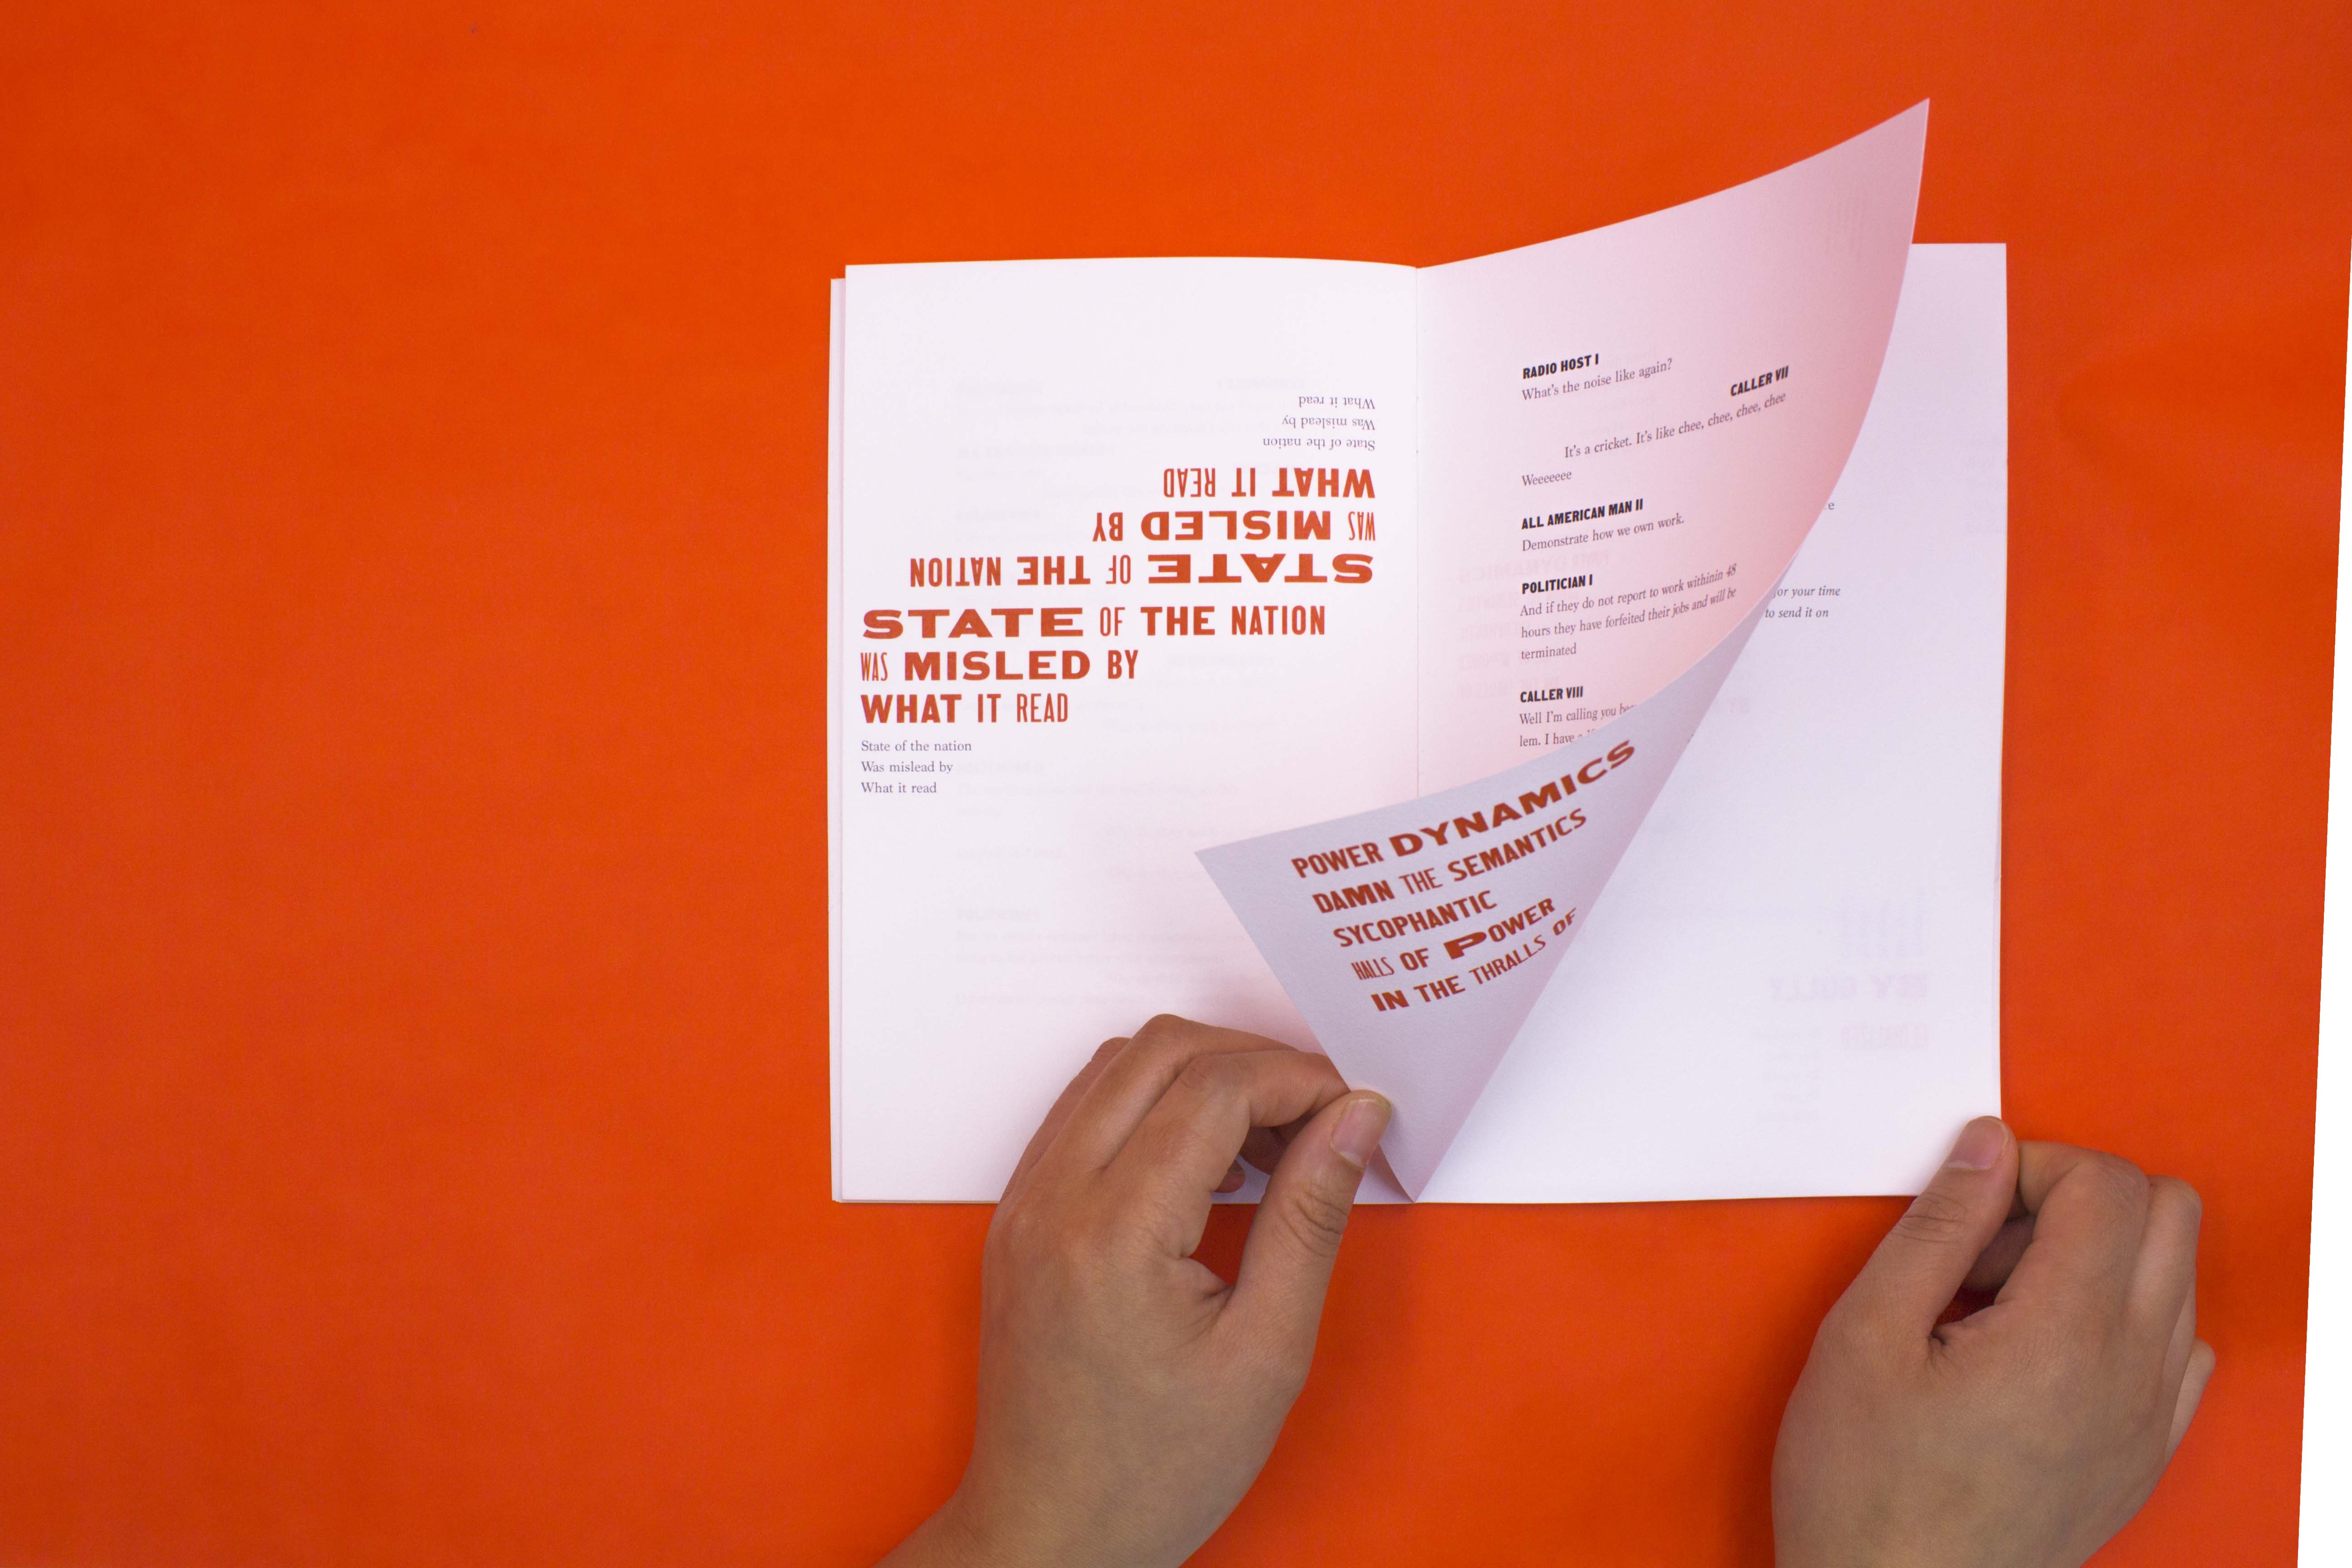 What it read
Was mislead by
State of the nation
WHAT IT READ
WAS MISLED BY
STATE OF THE NATION
STATE OF THE NATION
WAS MISLED BY
WHAT IT READ
State of the nation
Was mislead by
What it read
RADIO HOST I
What's the noise like again?
CALLER VII
It's a cricket. It's like chee, chee, chee, chee
Weeeeeee
ALL AMERICAN MAN II
Demonstrate how we own work.
POLITICIAN I
And if they do not report to work withinin 48
hours they have forfeited their jobs and will be
terminated
CALLER VIII
Well I'm calling you
lem. I have a
POWER DYNAMICS
DAMN THE SEMANTICS
SYCOPHANTIC
HALLS OF POWER
IN THE THRALLS OF
for your time
to send it on